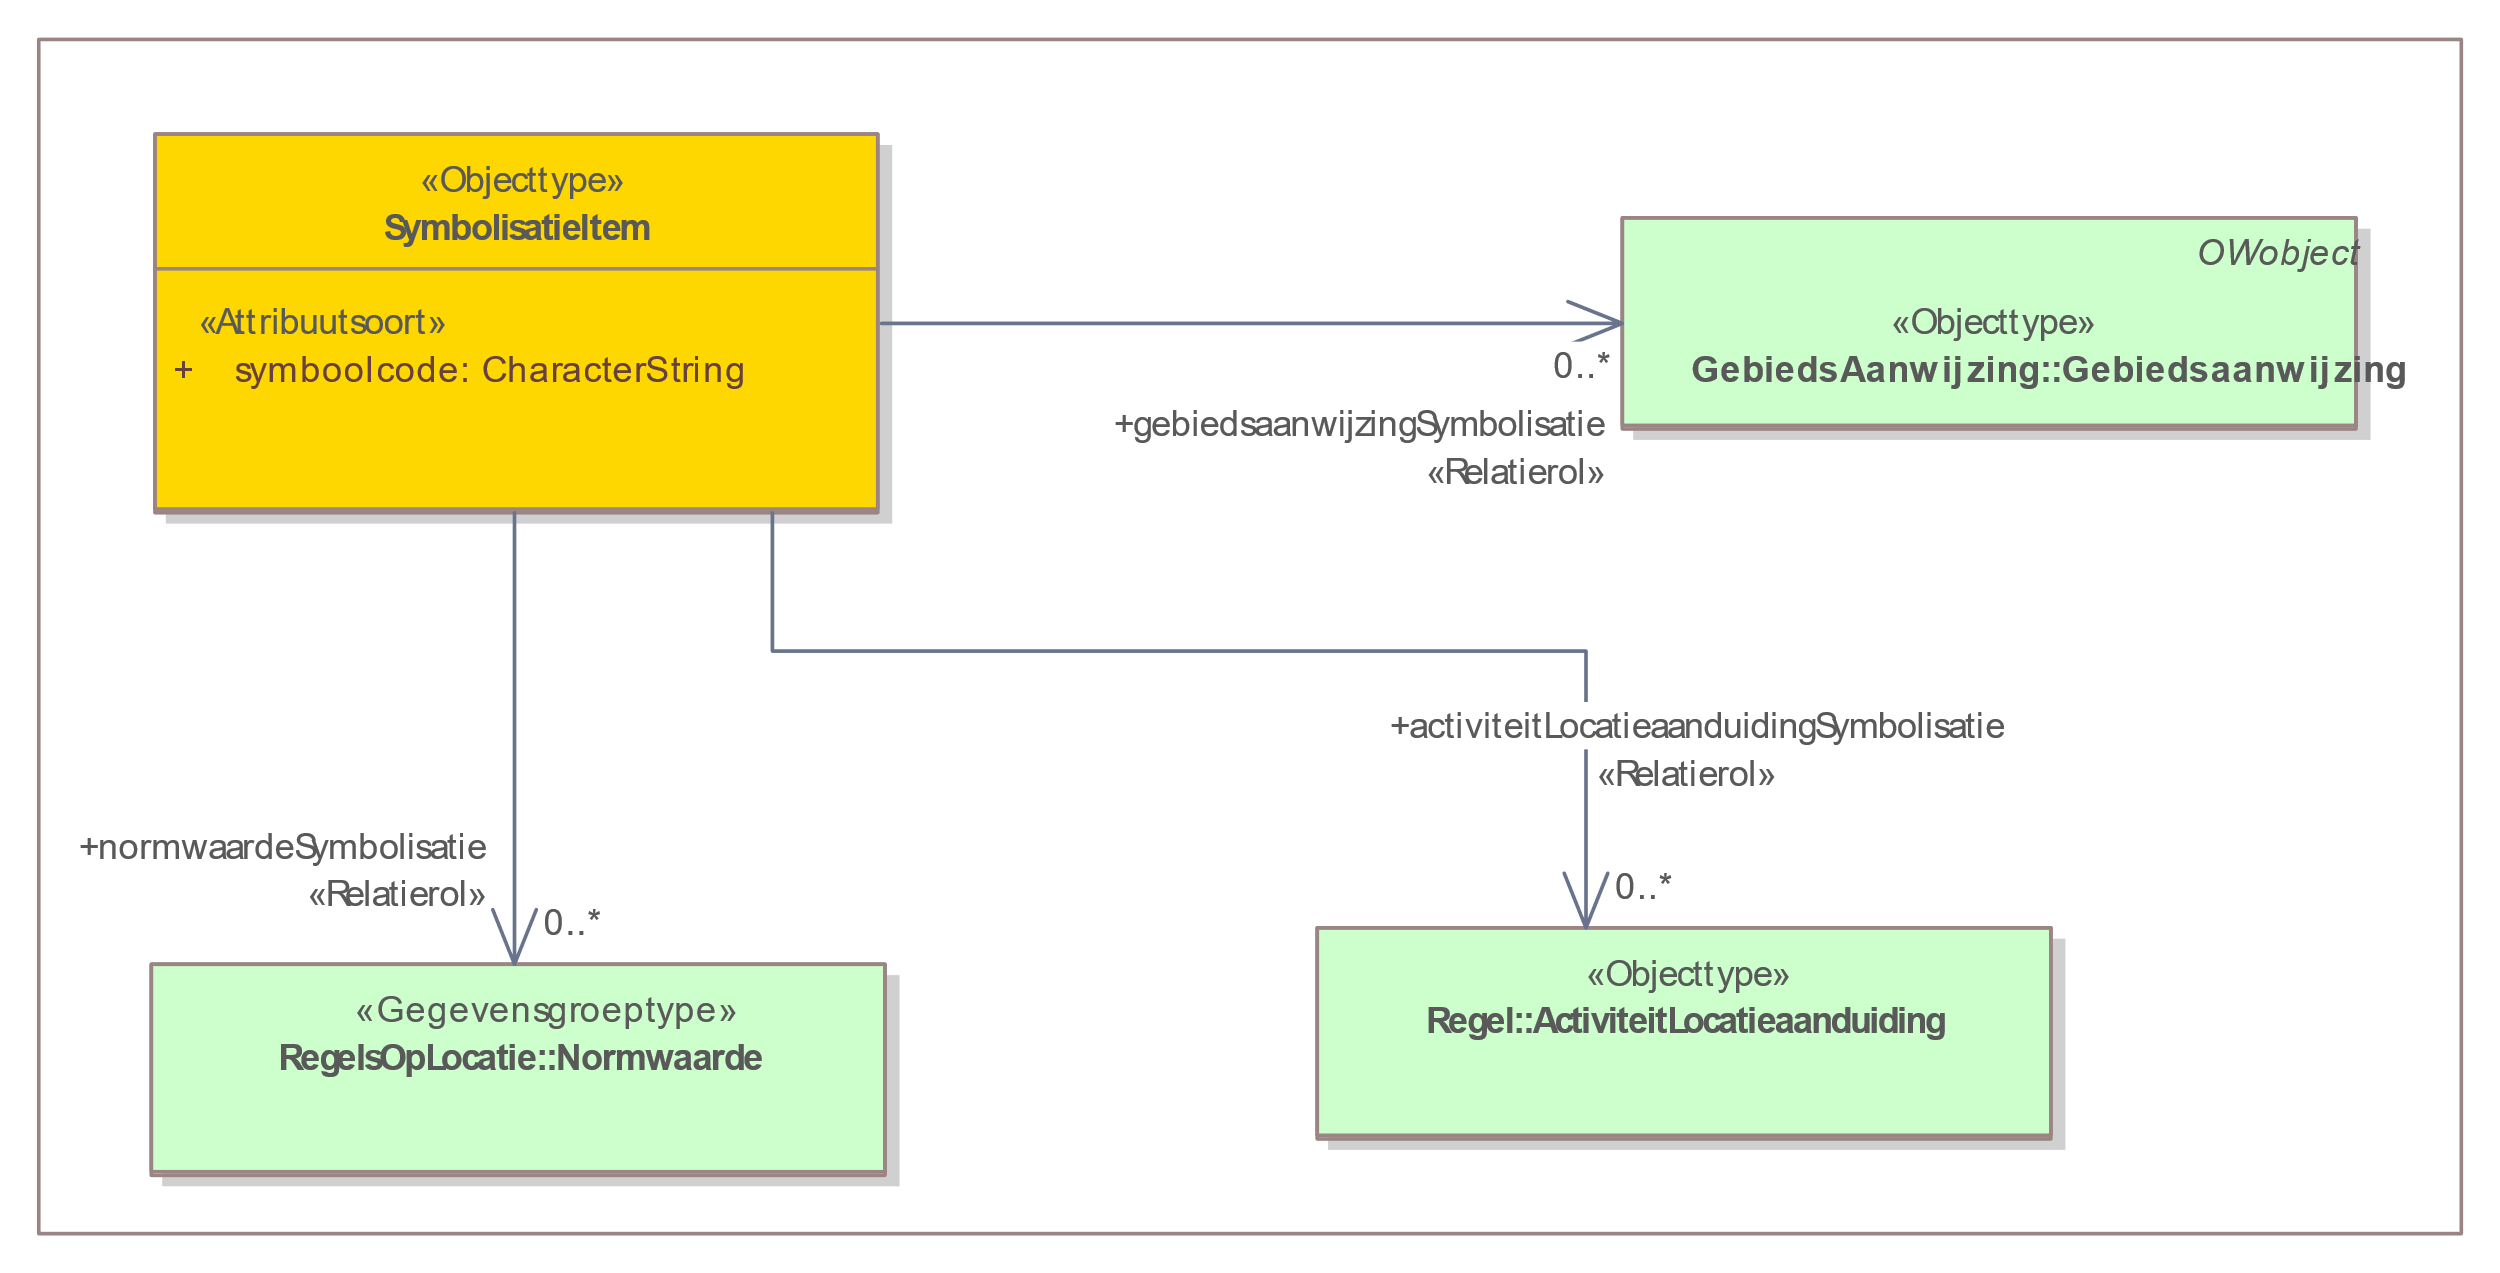 «Objecttype»
SymbolisatieItem
«Attribuutsoort»
+ symboolcode: CharacterString
OWobject
«Objecttype»
GebiedsAanwijzing::Gebiedsaanwijzing
0..*
+gebiedsaanwijzingSymbolisatie
«Relatierol»
+activiteitLocatieaanduidingSymbolisatie
«Relatierol»
0..*
+normwaardeSymbolisatie
«Relatierol»
0..*
«Gegevensgroeptype»
RegelsOpLocatie::Normwaarde
«Objecttype»
Regel::ActiviteitLocatieaanduiding